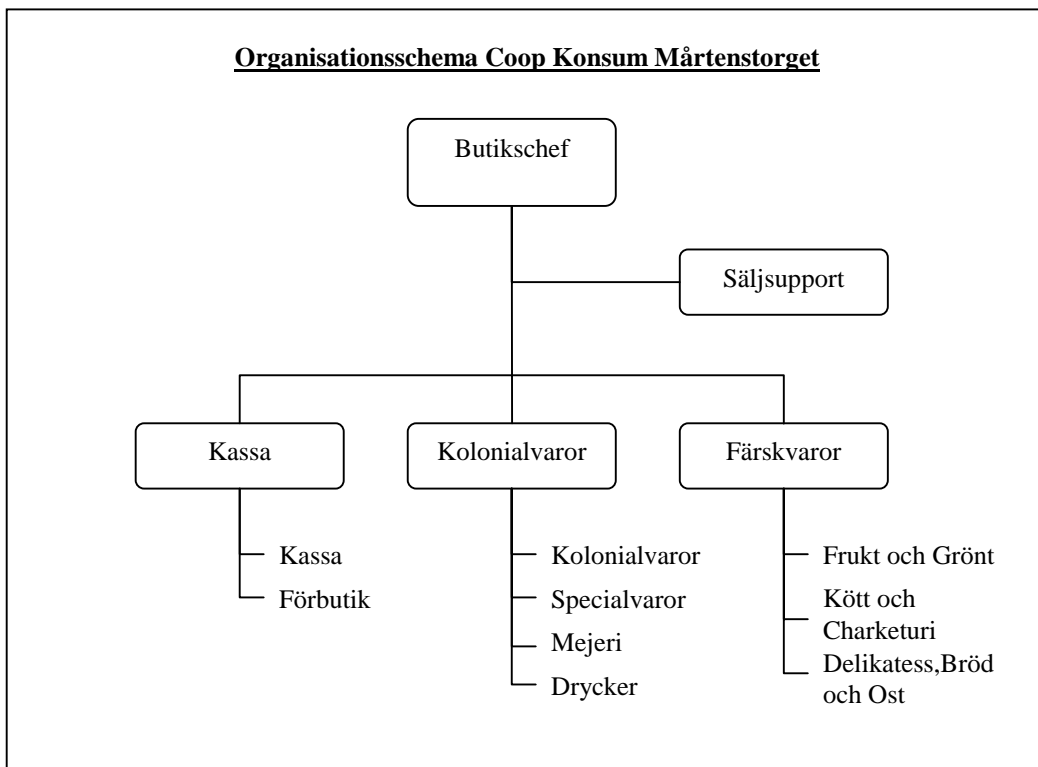 Organisationsschema Coop Konsum Mårtenstorget
Butikschef
Säljsupport
Kassa
Kolonialvaror
Färskvaror
Kassa
Förbutik
Kolonialvaror
Specialvaror
Mejeri
Drycker
Frukt och Grönt
Kött och
Charketuri
Delikatess,Bröd
och Ost